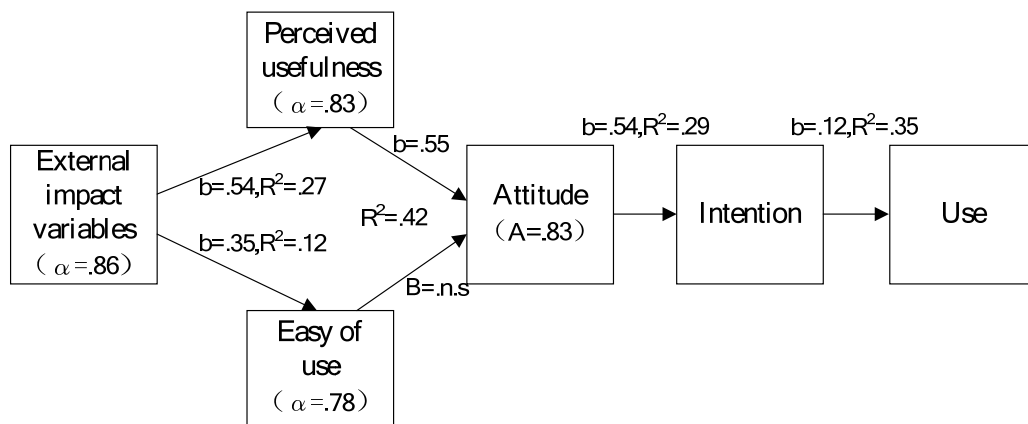 Perceived
usefulness
（α=.83）
b=.54,R²=.29
b=.12,R²=.35
b=.55
External
impact
variables
（α=.86）
b=.54,R²=.27
R²=.42
b=.35,R²=.12
Attitude
（A=.83）
Intention
Use
B=.n.s
Easy of
use
（α=.78）